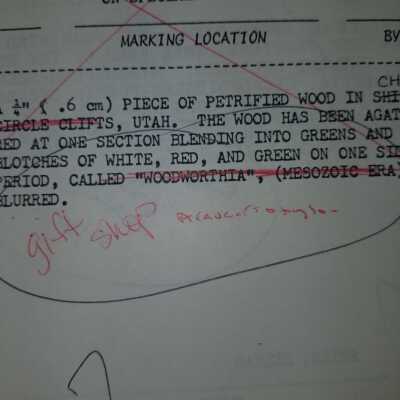 MARKING LOCATION
BY
CH
A ¼" ( .6 cm) PIECE OF PETRIFIED WOOD IN
CIRCLE CLIFTS, UTAH. THE WOOD HAS BEEN AGAT
RED AT ONE SECTION BLENDING INTO GREENS AND
BLOTCHES OF WHITE, RED, AND GREEN ON ONE SID
PERIOD, CALLED "WOODWORTHIA", (MESOZOIC ERA)
BLURRED.
gift shop